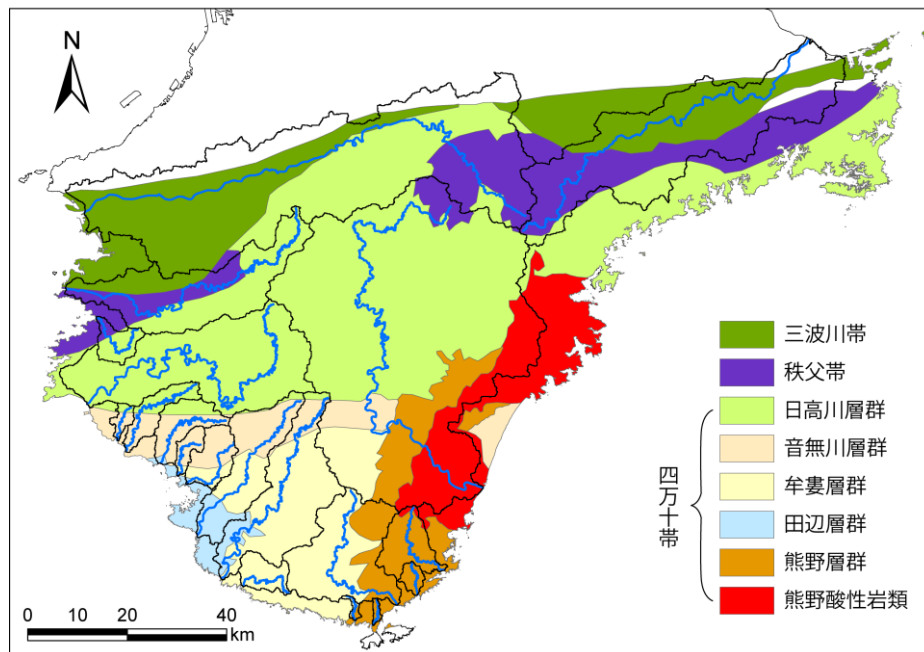 N
三波川帯
秩父帯
日高川層群
音無川層群
牟婁層群
田辺層群
熊野層群
熊野酸性岩類
四万十帯
0 10 20 40
km